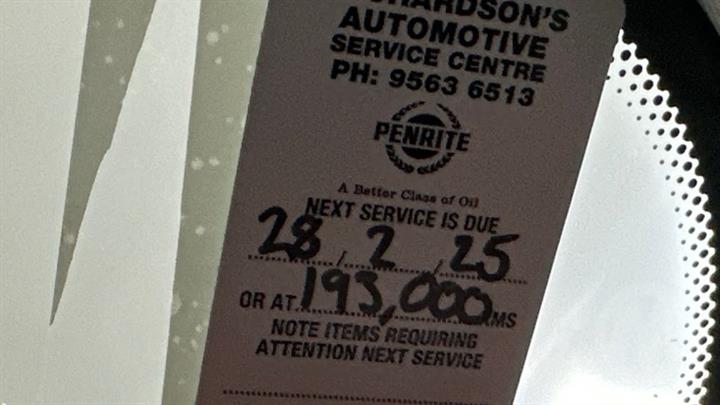 CHARDSON'S
AUTOMOTIVE
SERVICE CENTRE
PH: 9563 6513
PENRITE
A Better Class of Oil
NEXT SERVICE IS DUE
28 / 2 / 25
OR AT 193,000 KMS
NOTE ITEMS REQUIRING
ATTENTION NEXT SERVICE